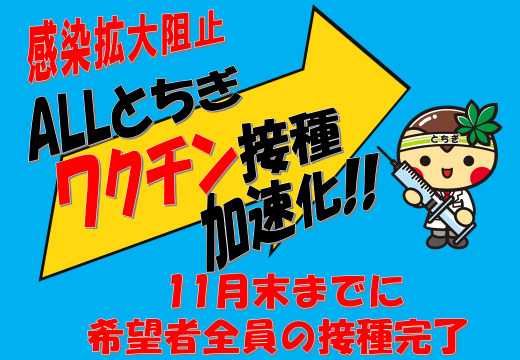 感染拡大阻止
ALLとちぎ
ワクチン接種
加速化!!
とちぎ
11月末までに
希望者全員の接種完了